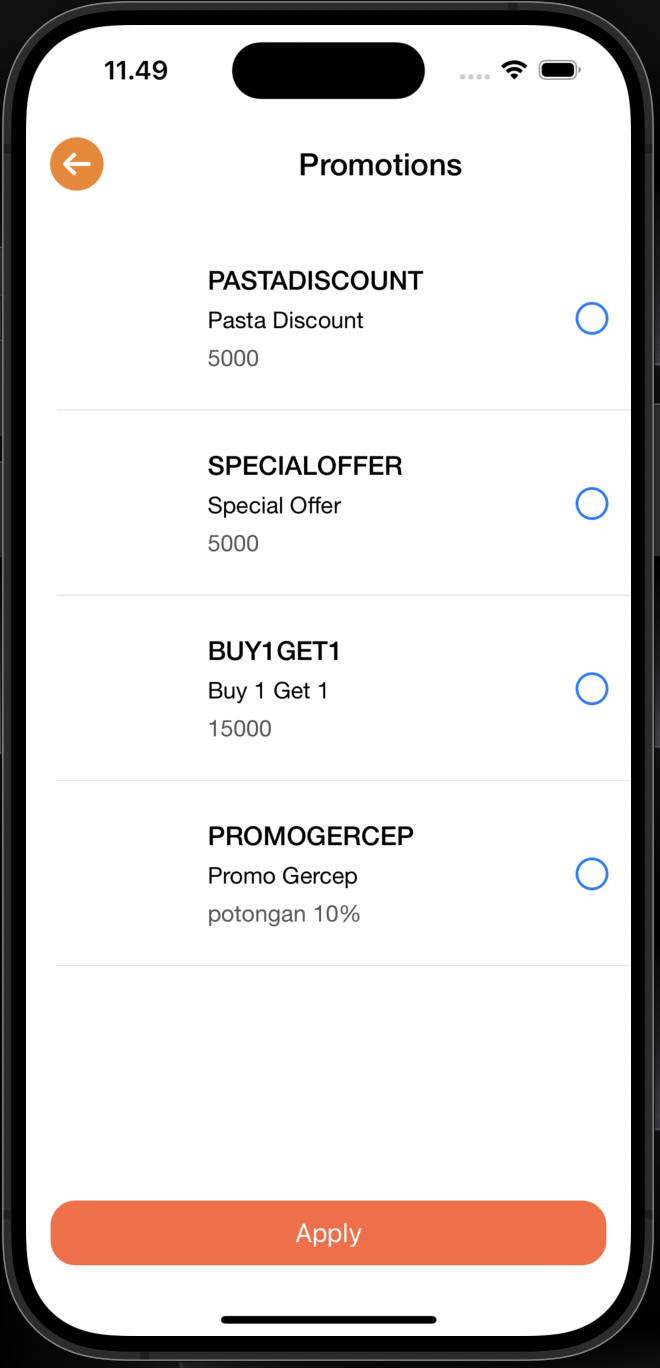 11.49
Promotions
PASTADISCOUNT
Pasta Discount
5000
SPECIALOFFER
Special Offer
5000
BUY1GET1
Buy 1 Get 1
15000
PROMOGERCEP
Promo Gercep
potongan 10%
Apply